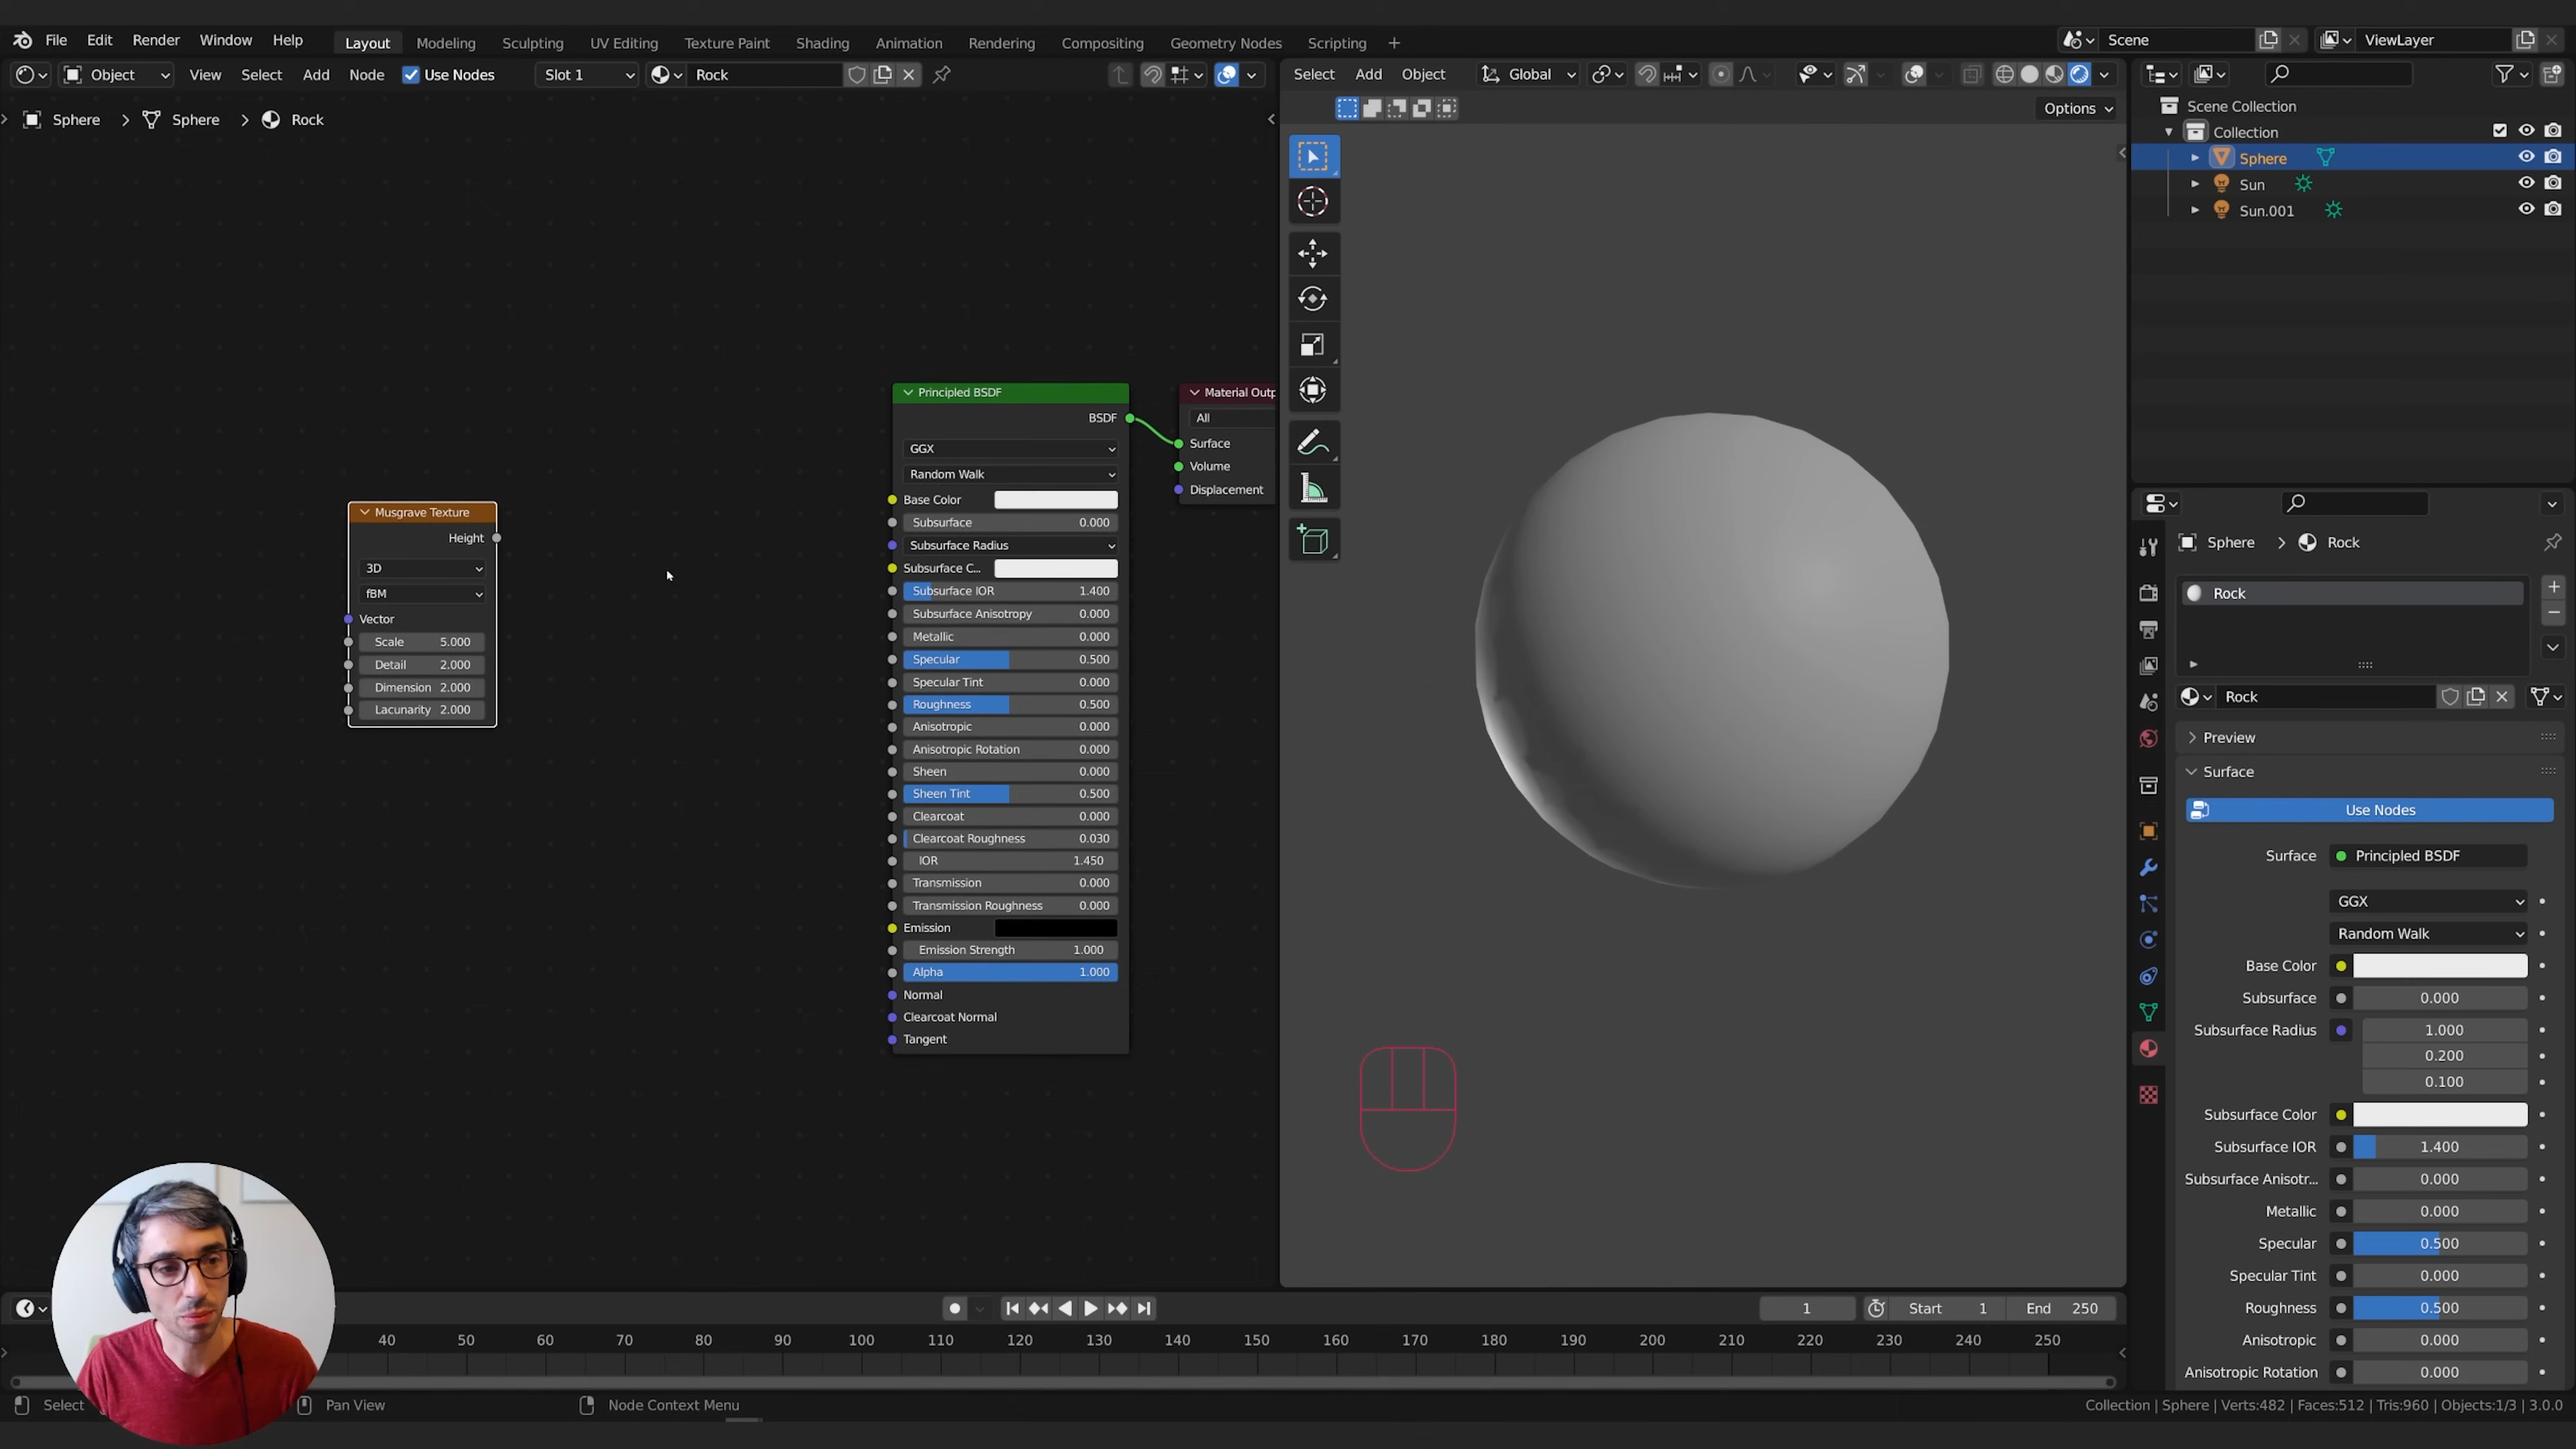 File Edit Render Window Help Layout Modeling Sculpting UV Editing Texture Paint Shading Animation Rendering Compositing Geometry Nodes Scripting + Scene ViewLayer
Object View Select Add Node Use Nodes Slot 1 Rock
Select Add Object Global
Options
Sphere > Sphere > Rock
Musgrave Texture
Height
3D
fBM
Vector
Scale 5.000
Detail 2.000
Dimension 2.000
Lacunarity 2.000
Principled BSDF
BSDF
GGX
Random Walk
Base Color
Subsurface 0.000
Subsurface Radius
Subsurface C...
Subsurface IOR 1.400
Subsurface Anisotropy 0.000
Metallic 0.000
Specular 0.500
Specular Tint 0.000
Roughness 0.500
Anisotropic 0.000
Anisotropic Rotation 0.000
Sheen 0.000
Sheen Tint 0.500
Clearcoat 0.000
Clearcoat Roughness 0.030
IOR 1.450
Transmission 0.000
Transmission Roughness 0.000
Emission
Emission Strength 1.000
Alpha 1.000
Normal
Clearcoat Normal
Tangent
Material Outp
All
Surface
Volume
Displacement
Scene Collection
Collection
Sphere
Sun
Sun.001
Sphere > Rock
Rock
Rock
Preview
Surface
Use Nodes
Surface Principled BSDF
GGX
Random Walk
Base Color
Subsurface 0.000
Subsurface Radius 1.000
0.200
0.100
Subsurface Color
Subsurface IOR 1.400
Subsurface Anisotr... 0.000
Metallic 0.000
Specular 0.500
Specular Tint 0.000
Roughness 0.500
Anisotropic 0.000
Anisotropic Rotation 0.000
1 Start 1 End 250
40 50 60 70 80 90 100 110 120 130 140 150 160 170 180 190 200 210 220 230 240 250
Select Pan View Node Context Menu
Collection | Sphere | Verts:482 | Faces:512 | Tris:960 | Objects:1/3 | 3.0.0